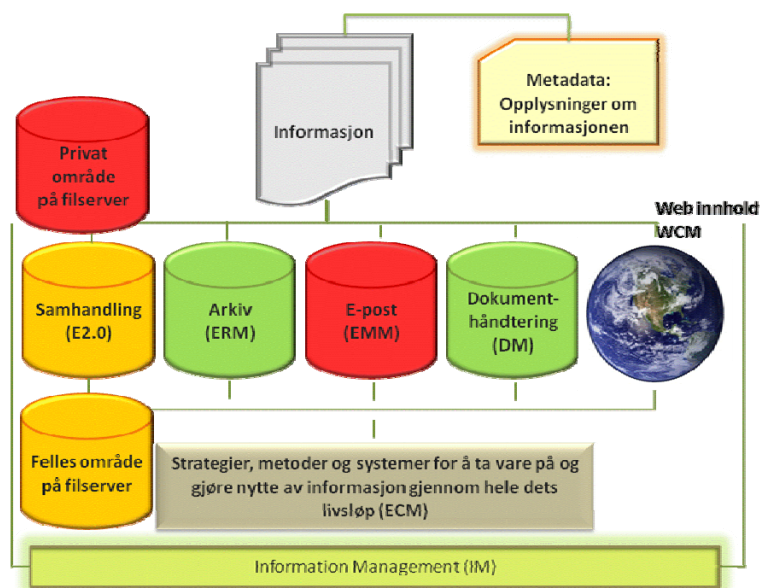 Metadata:
Opplysninger om
informasjonen
Informasjon
Privat
område
på filserver
Web innhold
WCM
Samhandling
(E2.0)
Arkiv
(ERM)
E-post
(EMM)
Dokument-
håndtering
(DM)
Felles område
på filserver
Strategier, metoder og systemer for å ta vare på og
gjøre nytte av informasjon gjennom hele dets
livsløp (ECM)
Information Management (IM)